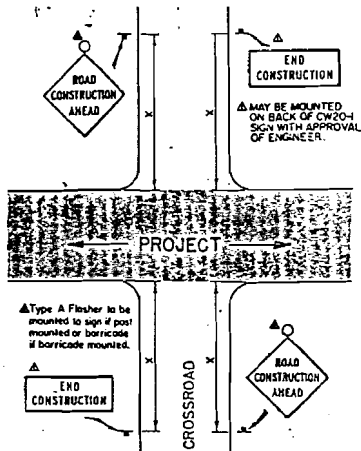 ROAD
CONSTRUCTION
AHEAD
X
X
END
CONSTRUCTION
MAY BE MOUNTED
ON BACK OF CW20-1
SIGN WITH APPROVAL
OF ENGINEER.
PROJECT
Type A Flasher to be
mounted to sign if post
mounted or barricade
if barricade mounted.
END
CONSTRUCTION
X
X
ROAD
CONSTRUCTION
AHEAD
CROSSROAD